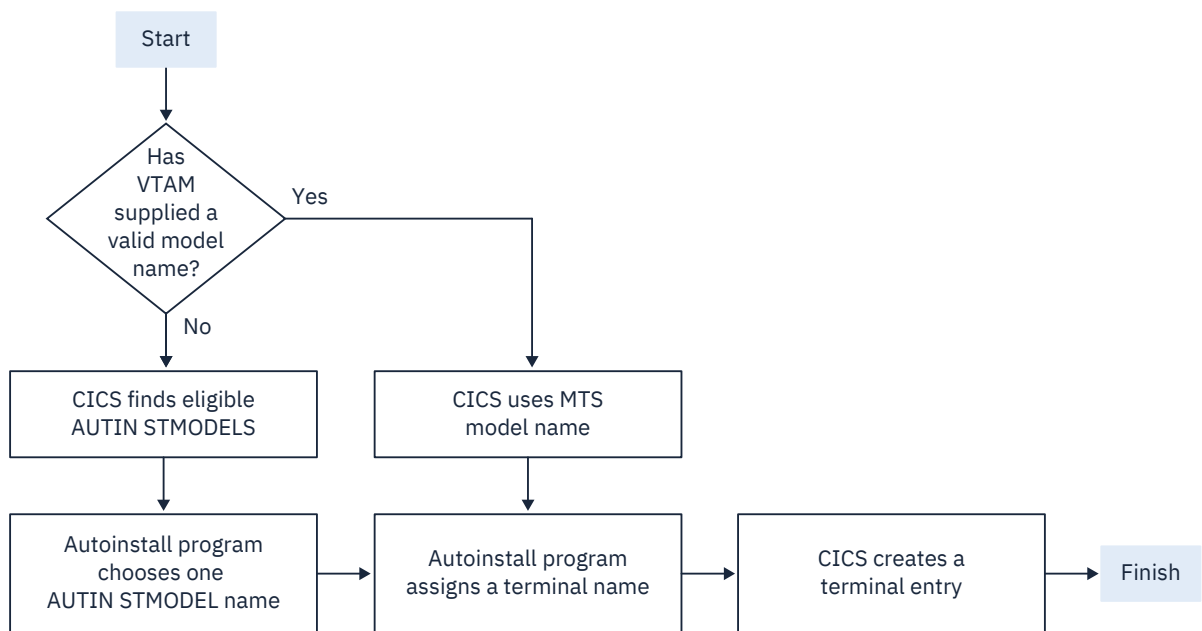 Start
Has
VTAM
supplied a
valid model
name?
Yes
No
CICS finds eligible
AUTIN STMODELS
CICS uses MTS
model name
Autoinstall program
chooses one
AUTIN STMODEL name
Autoinstall program
assigns a terminal name
CICS creates a
terminal entry
Finish